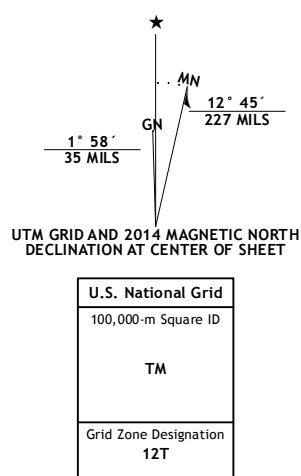 ★
MN
GN
12° 45´
227 MILS
1° 58´
35 MILS
UTM GRID AND 2014 MAGNETIC NORTH
DECLINATION AT CENTER OF SHEET
U.S. National Grid
100,000-m Square ID
TM
Grid Zone Designation
12T